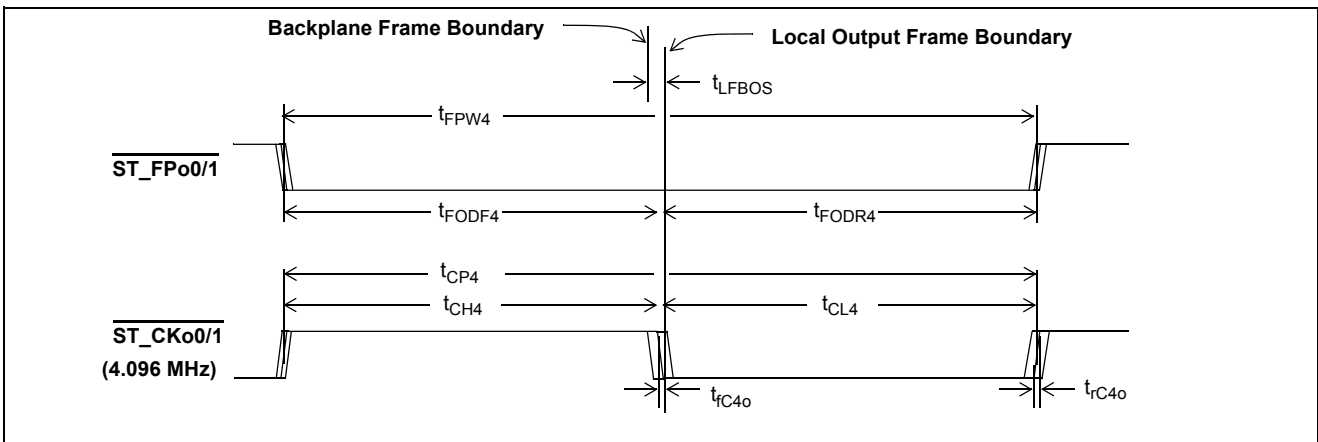 Backplane Frame Boundary
Local Output Frame Boundary
tLFBOS
tFPW4
ST_FPo0/1
tFODF4
tFODR4
tCP4
tCH4
tCL4
ST_CKo0/1
(4.096 MHz)
tfC4o
trC4o